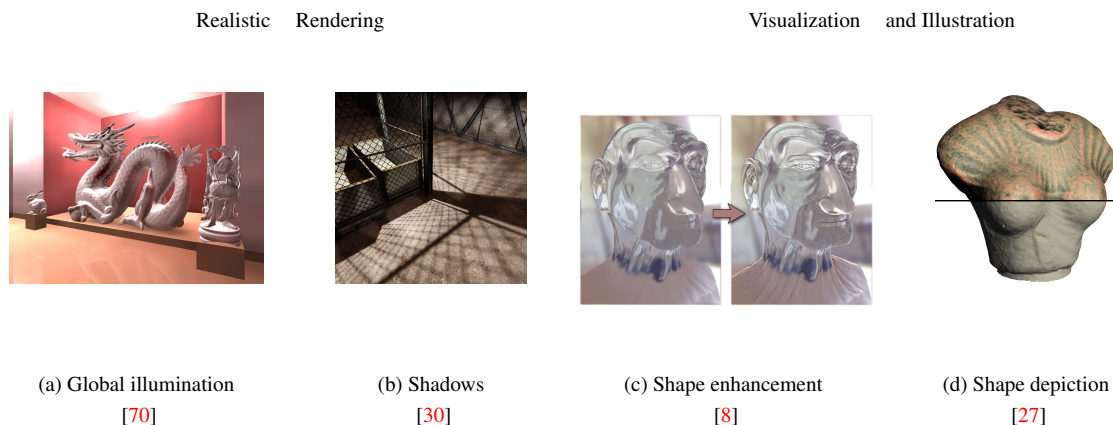 Realistic Rendering
Visualization and Illustration
(a) Global illumination
[70]
(b) Shadows
[30]
(c) Shape enhancement
[8]
(d) Shape depiction
[27]